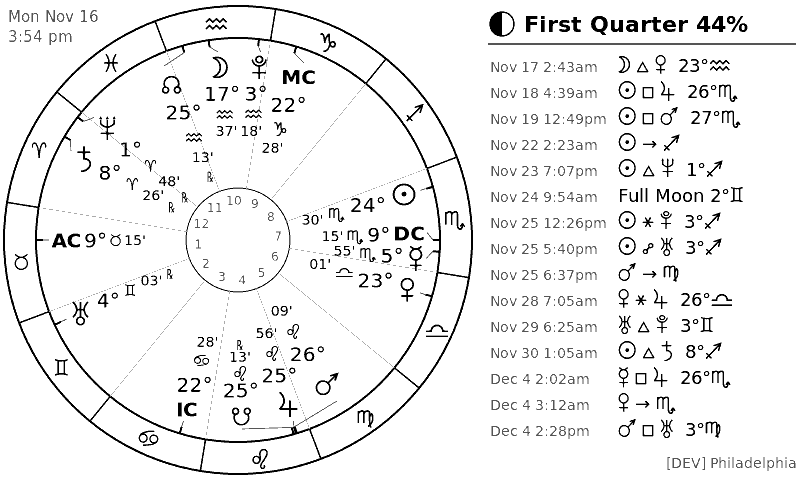 Mon Nov 16
3:54 pm
♒︎
♑︎
♓︎
♐︎
♈︎
♏︎
♉︎
♎︎
♊︎
♍︎
♋︎
♌︎
☊ 25° ♒︎ 13' ℞
☽ 17° ♒︎ 37'
♇ 3° ♒︎ 18'
MC 22° ♑︎ 28'
♆ 1° ♈︎ 48' ℞
♄ 8° ♈︎ 26' ℞
☉ 24° ♏︎ 30'
AC 9° ♉︎ 15'
DC 9° ♏︎ 15'
☿ 5° ♏︎ 55'
♀ 23° ♎︎ 01'
♅ 4° ♊︎ 03' ℞
IC 22° ♋︎ 28'
☋ 25° ♌︎ 13' ℞
♃ 25° ♌︎ 56'
♂ 26° ♌︎ 09'
1
2
3
4
5
6
7
8
9
10
11
12
First Quarter 44%
Nov 17 2:43am ☽ △ ♀ 23°♒︎
Nov 18 4:39am ☉ □ ♃ 26°♏︎
Nov 19 12:49pm ☉ □ ♂ 27°♏︎
Nov 22 2:23am ☉ → ♐︎
Nov 23 7:07pm ☉ △ ♆ 1°♐︎
Nov 24 9:54am Full Moon 2°♊︎
Nov 25 12:26pm ☉ ⚹ ♇ 3°♐︎
Nov 25 5:40pm ☉ ☍ ♅ 3°♐︎
Nov 25 6:37pm ♂ → ♍︎
Nov 28 7:05am ♀ ⚹ ♃ 26°♎︎
Nov 29 6:25am ♅ △ ♇ 3°♊︎
Nov 30 1:05am ☉ △ ♄ 8°♐︎
Dec 4 2:02am ☿ □ ♃ 26°♏︎
Dec 4 3:12am ♀ → ♏︎
Dec 4 2:28pm ♂ □ ♅ 3°♍︎
[DEV] Philadelphia